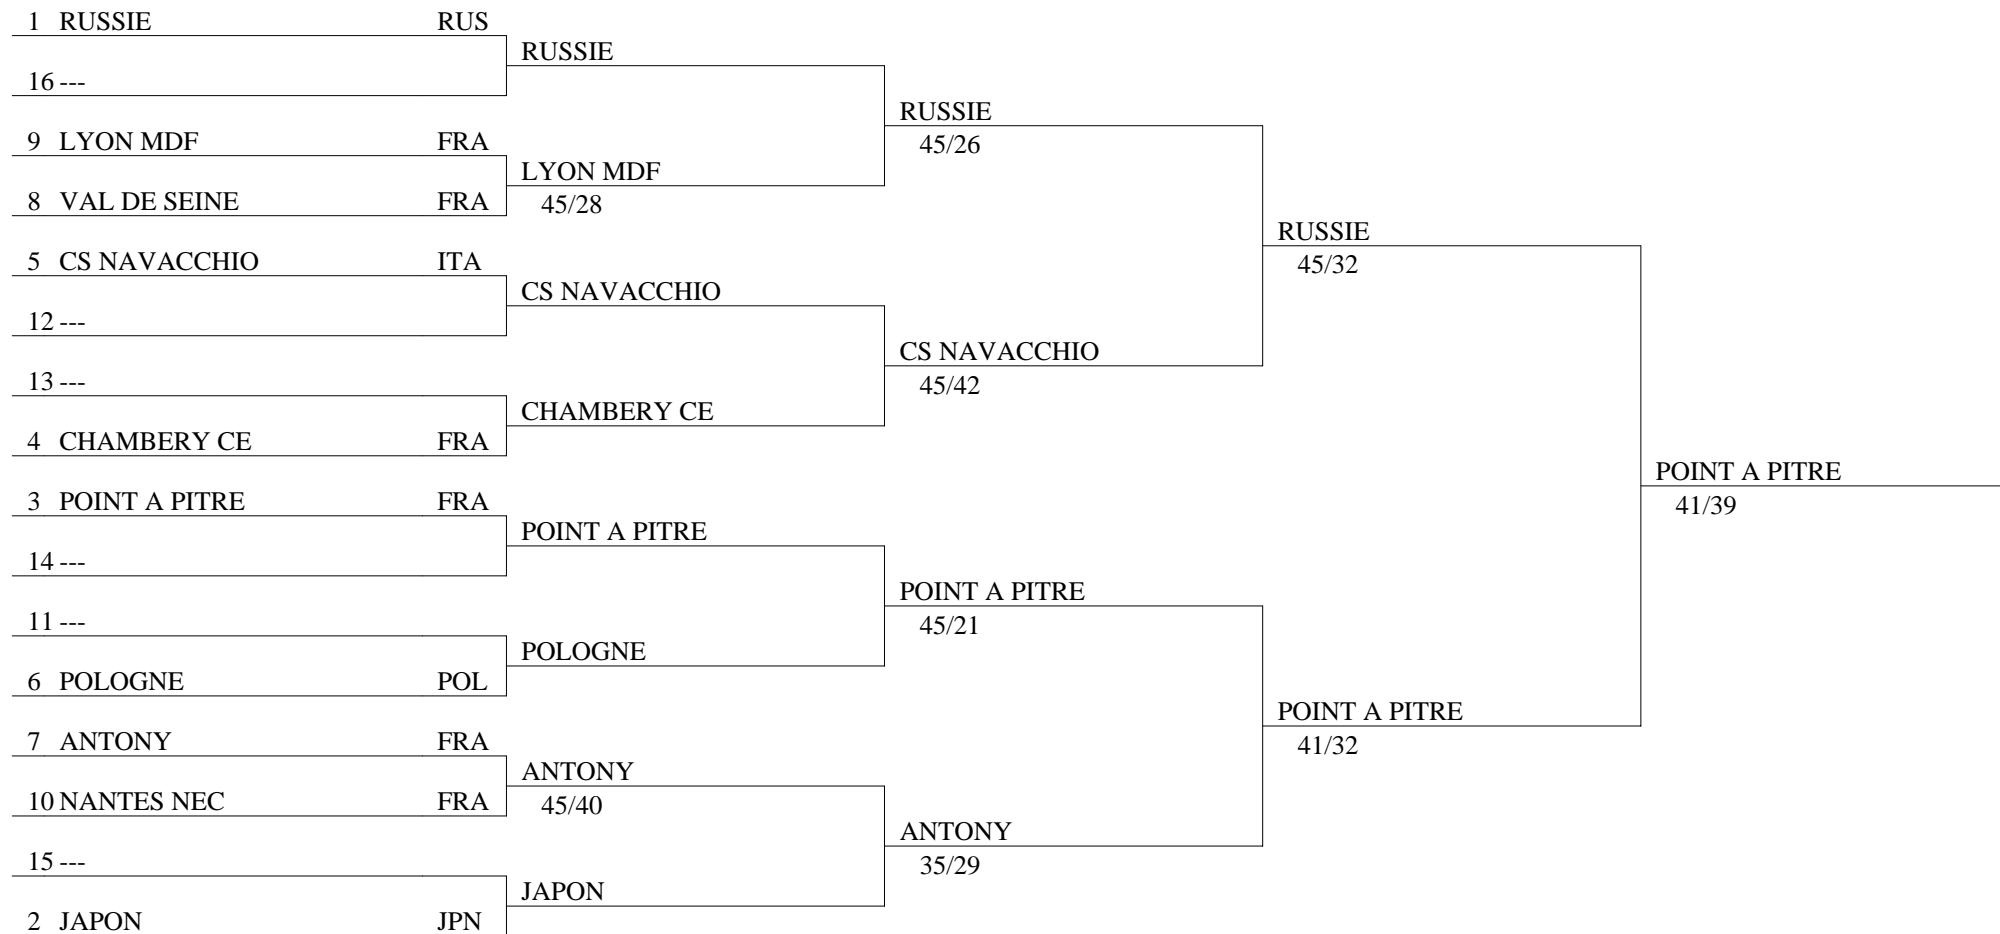 1 RUSSIE RUS
RUSSIE
16 ---
RUSSIE
45/26
9 LYON MDF FRA
LYON MDF
45/28
8 VAL DE SEINE FRA
RUSSIE
45/32
5 CS NAVACCHIO ITA
CS NAVACCHIO
12 ---
CS NAVACCHIO
45/42
13 ---
CHAMBERY CE
4 CHAMBERY CE FRA
POINT A PITRE
41/39
3 POINT A PITRE FRA
POINT A PITRE
14 ---
POINT A PITRE
45/21
11 ---
POLOGNE
6 POLOGNE POL
POINT A PITRE
41/32
7 ANTONY FRA
ANTONY
45/40
10 NANTES NEC FRA
ANTONY
35/29
15 ---
JAPON
2 JAPON JPN